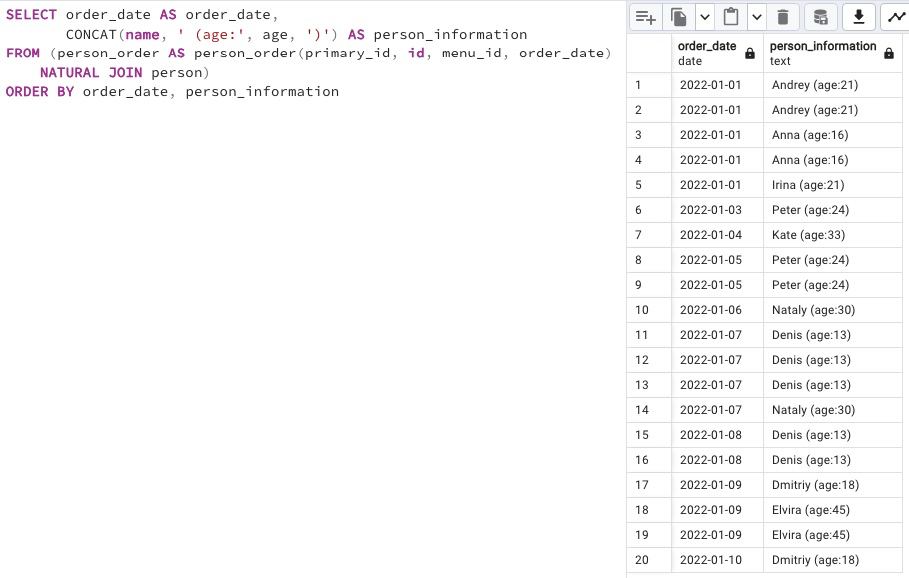 SELECT order_date AS order_date,
CONCAT(name, ' (age:', age, ')') AS person_information
FROM (person_order AS person_order(primary_id, id, menu_id, order_date)
NATURAL JOIN person)
ORDER BY order_date, person_information
order_date date person_information text
1 2022-01-01 Andrey (age:21)
2 2022-01-01 Andrey (age:21)
3 2022-01-01 Anna (age:16)
4 2022-01-01 Anna (age:16)
5 2022-01-01 Irina (age:21)
6 2022-01-03 Peter (age:24)
7 2022-01-04 Kate (age:33)
8 2022-01-05 Peter (age:24)
9 2022-01-05 Peter (age:24)
10 2022-01-06 Nataly (age:30)
11 2022-01-07 Denis (age:13)
12 2022-01-07 Denis (age:13)
13 2022-01-07 Denis (age:13)
14 2022-01-07 Nataly (age:30)
15 2022-01-08 Denis (age:13)
16 2022-01-08 Denis (age:13)
17 2022-01-09 Dmitriy (age:18)
18 2022-01-09 Elvira (age:45)
19 2022-01-09 Elvira (age:45)
20 2022-01-10 Dmitriy (age:18)